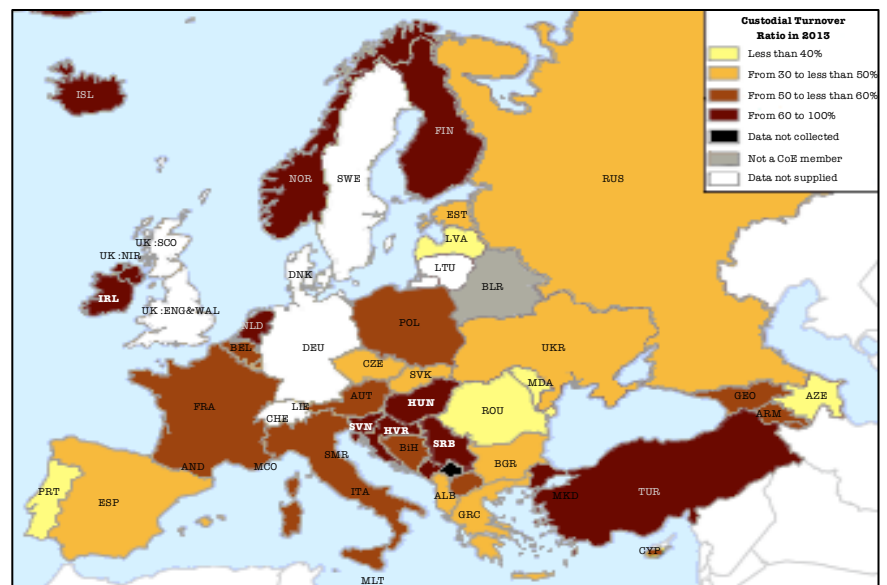 Custodial Turnover
Ratio in 2013
Less than 40%
From 30 to less than 50%
From 50 to less than 60%
From 60 to 100%
Data not collected
Not a CoE member
Data not supplied
ISL
FIN
NOR
SWE
RUS
EST
LVA
UK :SCO
UK :NIR
LTU
DNK
BLR
IRL
UK :ENG&WAL
NLD
POL
BEL
DEU
UKR
CZE
SVK
MDA
AUT
HUN
GEO
AZE
FRA
LIE
ROU
ARM
CHE
SVN
HVR
SRB
BiH
SMR
BGR
AND
MCO
PRT
ESP
ITA
ALB
MKD
TUR
GRC
CYP
MLT